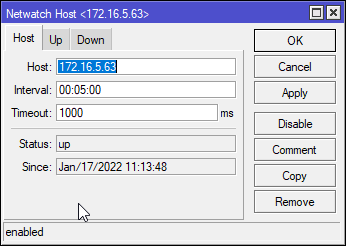 Netwatch Host <172.16.5.63>
Host Up Down
Host: 172.16.5.63
Interval: 00:05:00
Timeout: 1000 ms
Status: up
Since: Jan/17/2022 11:13:48
OK
Cancel
Apply
Disable
Comment
Copy
Remove
enabled